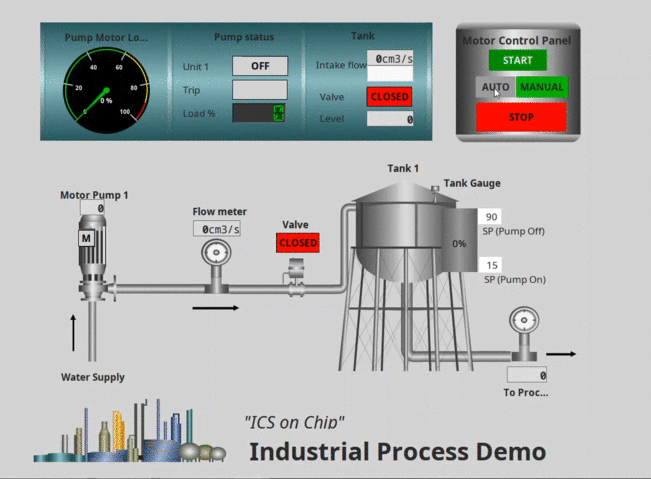 Pump Motor Lo...
Pump status
Tank
Motor Control Panel
40 60
20 80
0 % 
0 100
Unit 1 OFF
Trip
Load % 0
Intake flow 0cm3/s
Valve CLOSED
Level 0
START
AUTO MANUAL
STOP
Tank 1
Tank Gauge
Motor Pump 1
0
M
Flow meter
0cm3/s
Valve
CLOSED
0%
90
SP (Pump Off)
15
SP (Pump On)
Water Supply
0
To Proc...
"ICS on Chip"
Industrial Process Demo